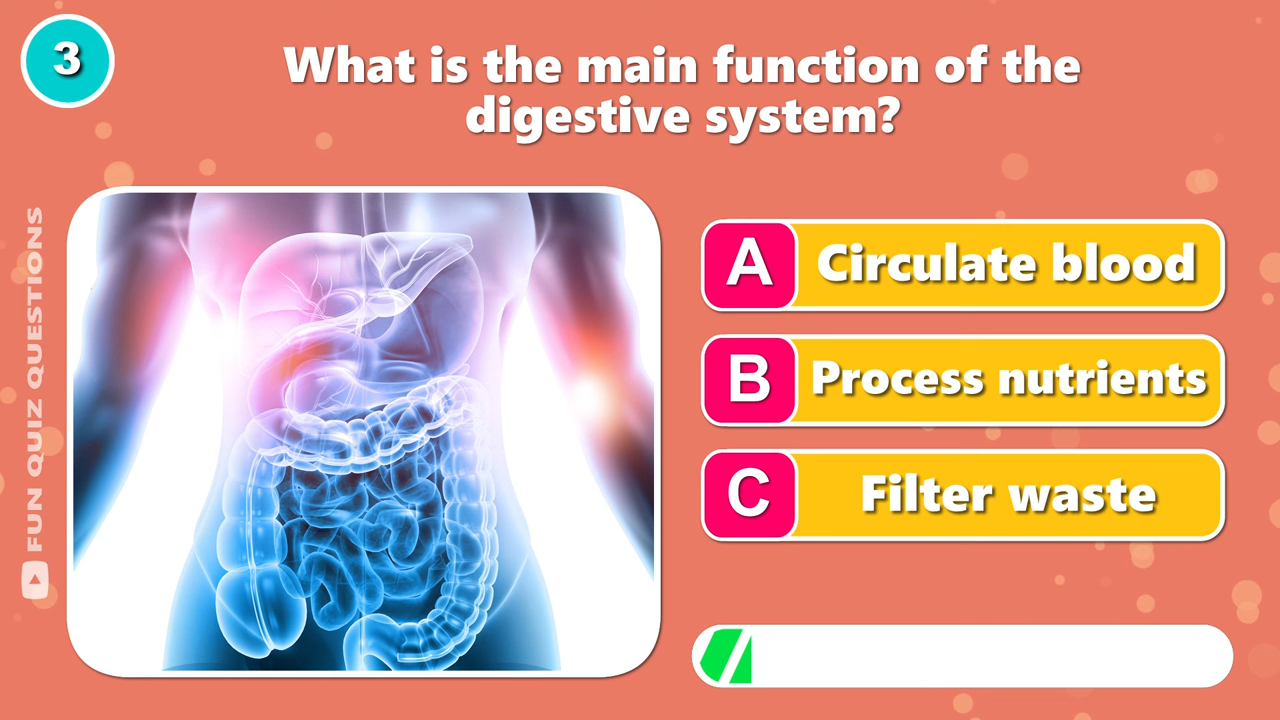 3
What is the main function of the
digestive system?
FUN QUIZ QUESTIONS
A Circulate blood
B Process nutrients
C Filter waste